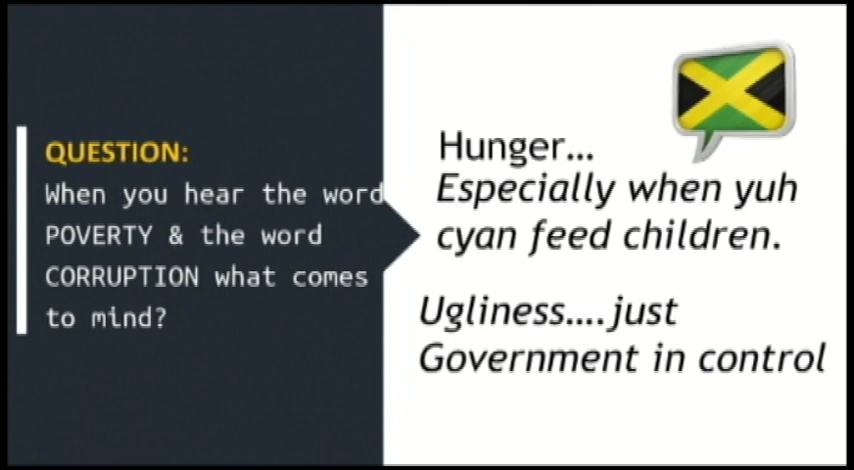 QUESTION:
When you hear the word
POVERTY & the word
CORRUPTION what comes
to mind?
Hunger...
Especially when yuh
cyan feed children.
Ugliness....just
Government in control